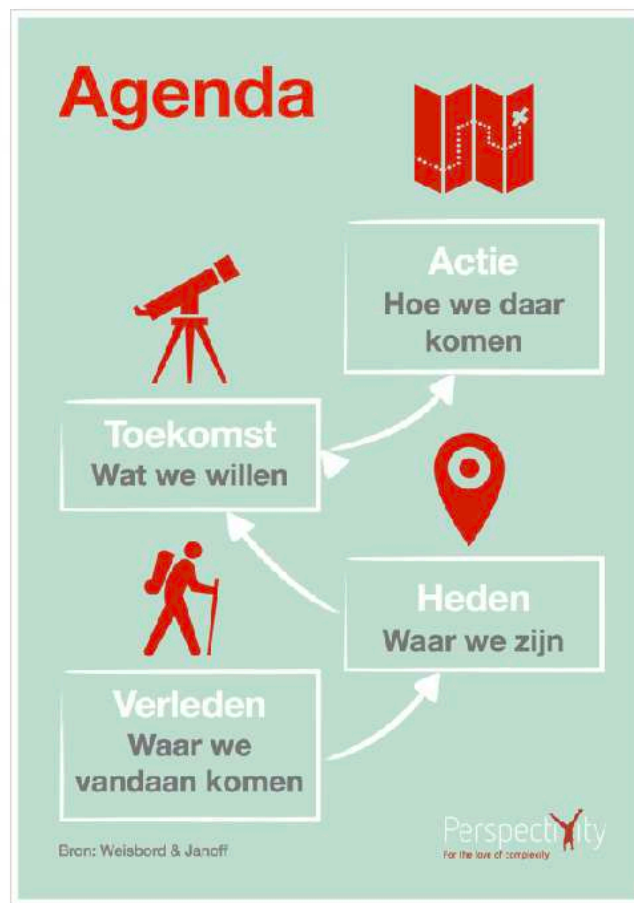 Agenda
Actie
Hoe we daar
komen
Toekomst
Wat we willen
Heden
Waar we zijn
Verleden
Waar we
vandaan komen
Bron: Weisbord & Janoff
Perspectivity
For the love of complexity